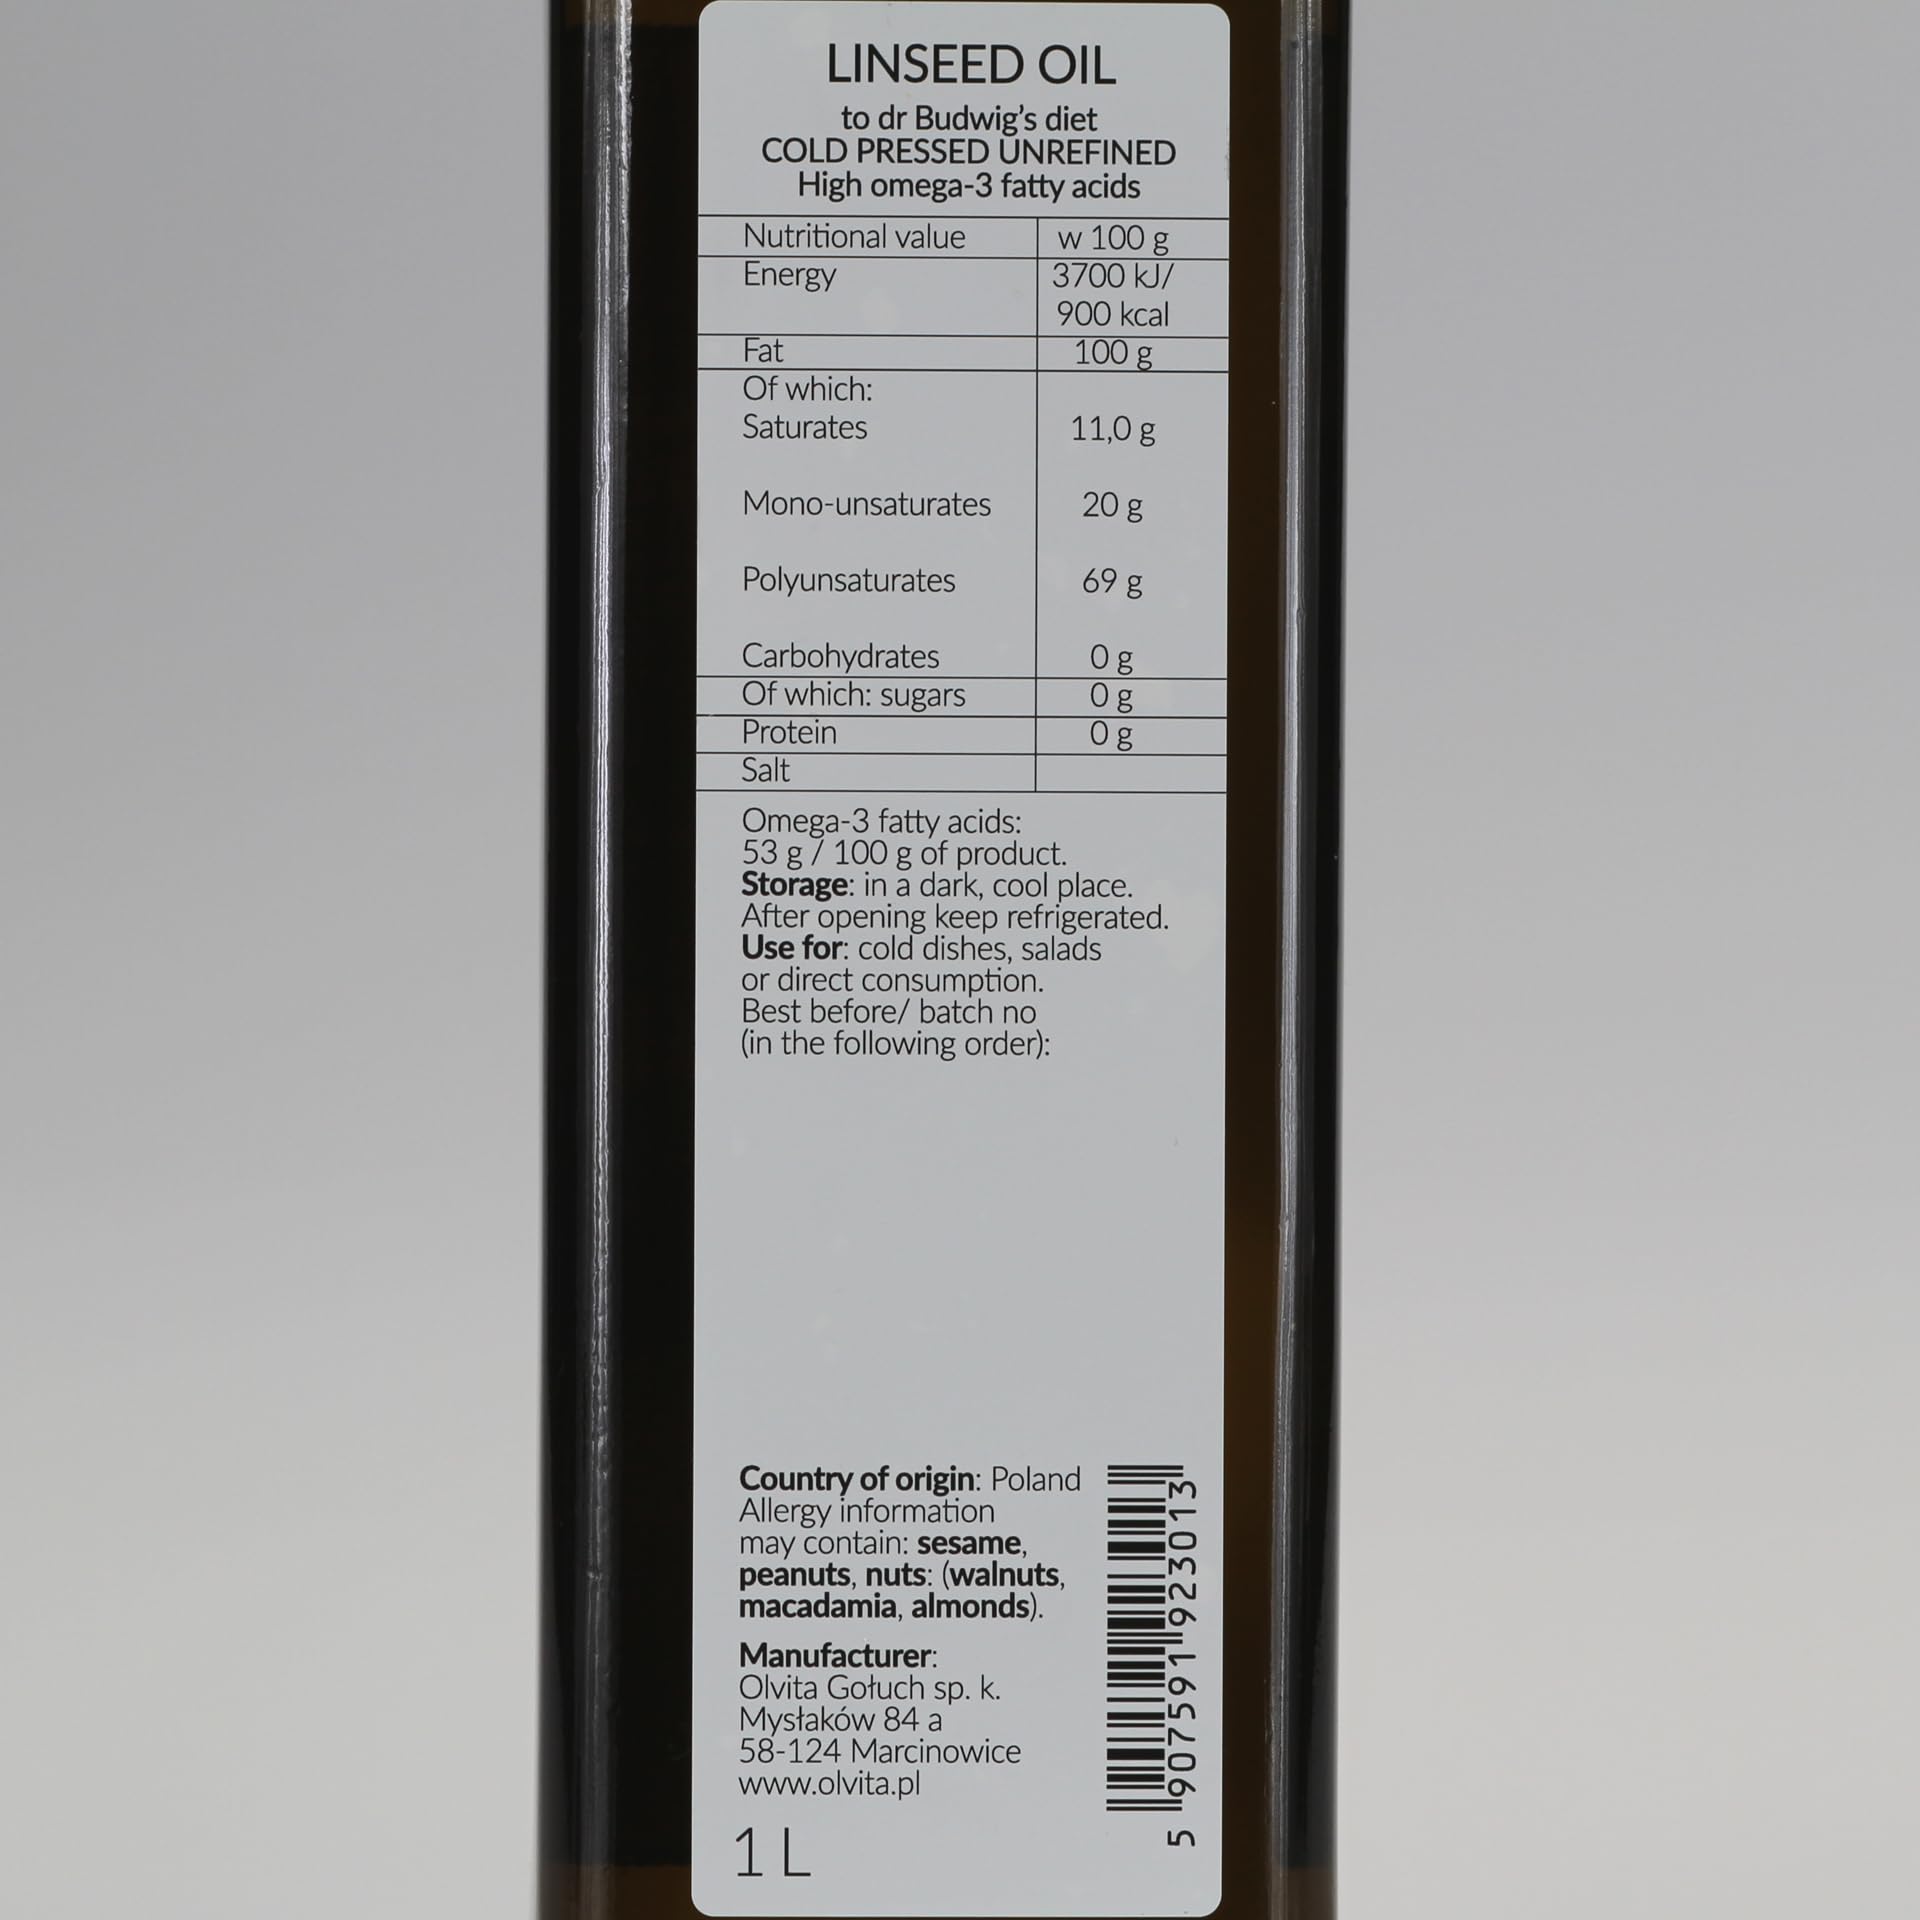 LINSEED OIL
to dr Budwig's diet
COLD PRESSED UNREFINED
High omega-3 fatty acids
Nutritional value w 100 g
Energy 3700 kJ/
900 kcal
Fat 100 g
Of which:
Saturates 11,0 g
Mono-unsaturates 20 g
Polyunsaturates 69 g
Carbohydrates 0 g
Of which: sugars 0 g
Protein 0 g
Salt
Omega-3 fatty acids:
53 g / 100 g of product.
Storage: in a dark, cool place.
After opening keep refrigerated.
Use for: cold dishes, salads
or direct consumption.
Best before/ batch no
(in the following order):
Country of origin: Poland
Allergy information
may contain: sesame,
peanuts, nuts: (walnuts,
macadamia, almonds).
Manufacturer:
Olvita Gołuch sp. k.
Mysłaków 84 a
58-124 Marcinowice
www.olvita.pl
1 L
5 907591 923013